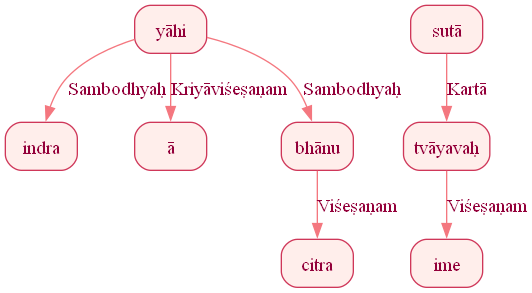 yāhi sutā
Sambodhyaḥ Kriyāviśeṣaṇam Sambodhyaḥ Kartā
indra ā bhānu tvāyavaḥ
Viśeṣaṇam Viśeṣaṇam
citra ime